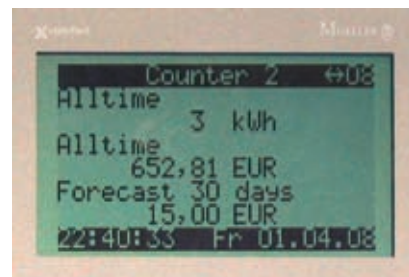 Counter 2 ↔08
Alltime
3 kWh
Alltime
652,81 EUR
Forecast 30 days
15,00 EUR
22:40:33 Fr 01.04.08